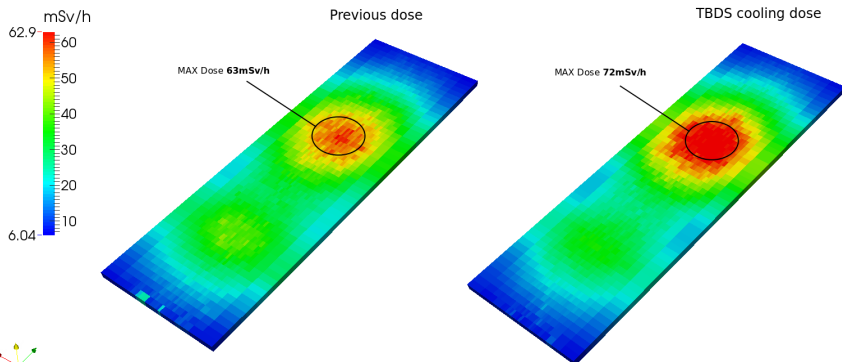 mSv/h
62.9
60
50
40
30
20
10
6.04
Previous dose
MAX Dose 63mSv/h
TBDS cooling dose
MAX Dose 72mSv/h